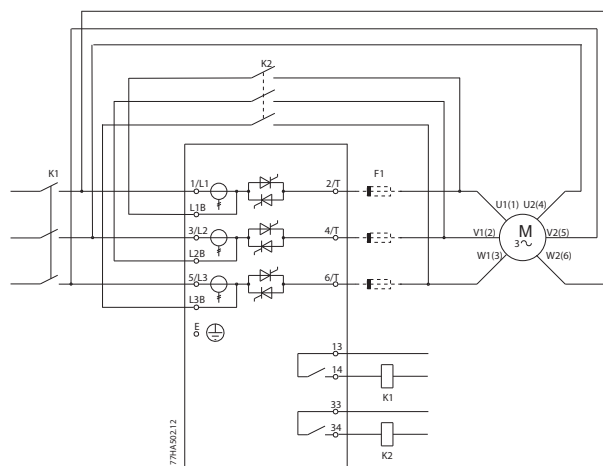 K2
K1
F1
1/L1
2/T
U1(1) U2(4)
L1B
3/L2
4/T
V1(2)
M
3~
V2(5)
L2B
W1(3)
W2(6)
5/L3
6/T
L3B
E
13
14
K1
33
34
K2
177HA502.12